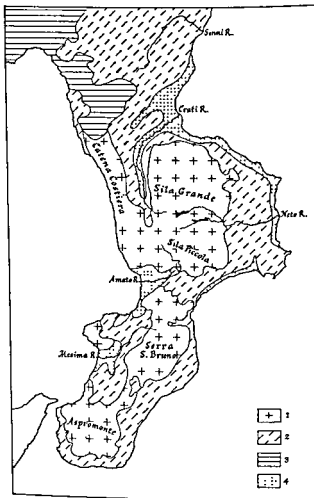 Sinni R.
Crati R.
Catena Costiera
Sila Grande
Neto R.
Sila Piccola
Amato R.
Mesima R.
Serra
S. Bruno
Aspromonte
1
2
3
4